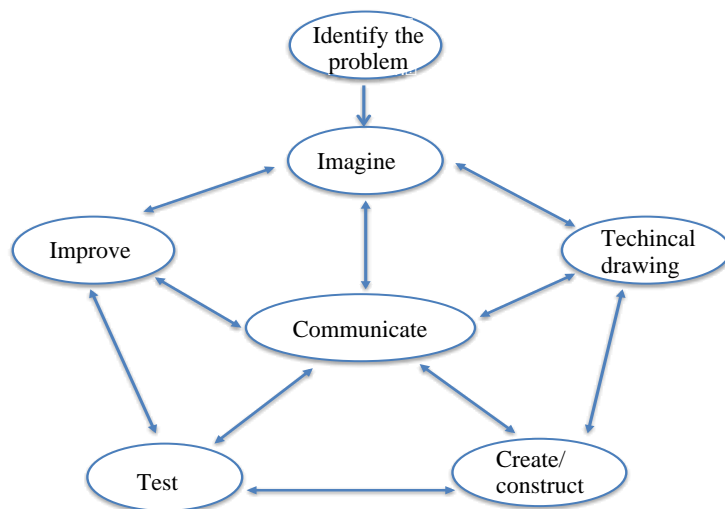 Identify the
problem
Imagine
Improve
Techincal
drawing
Communicate
Test
Create/
construct